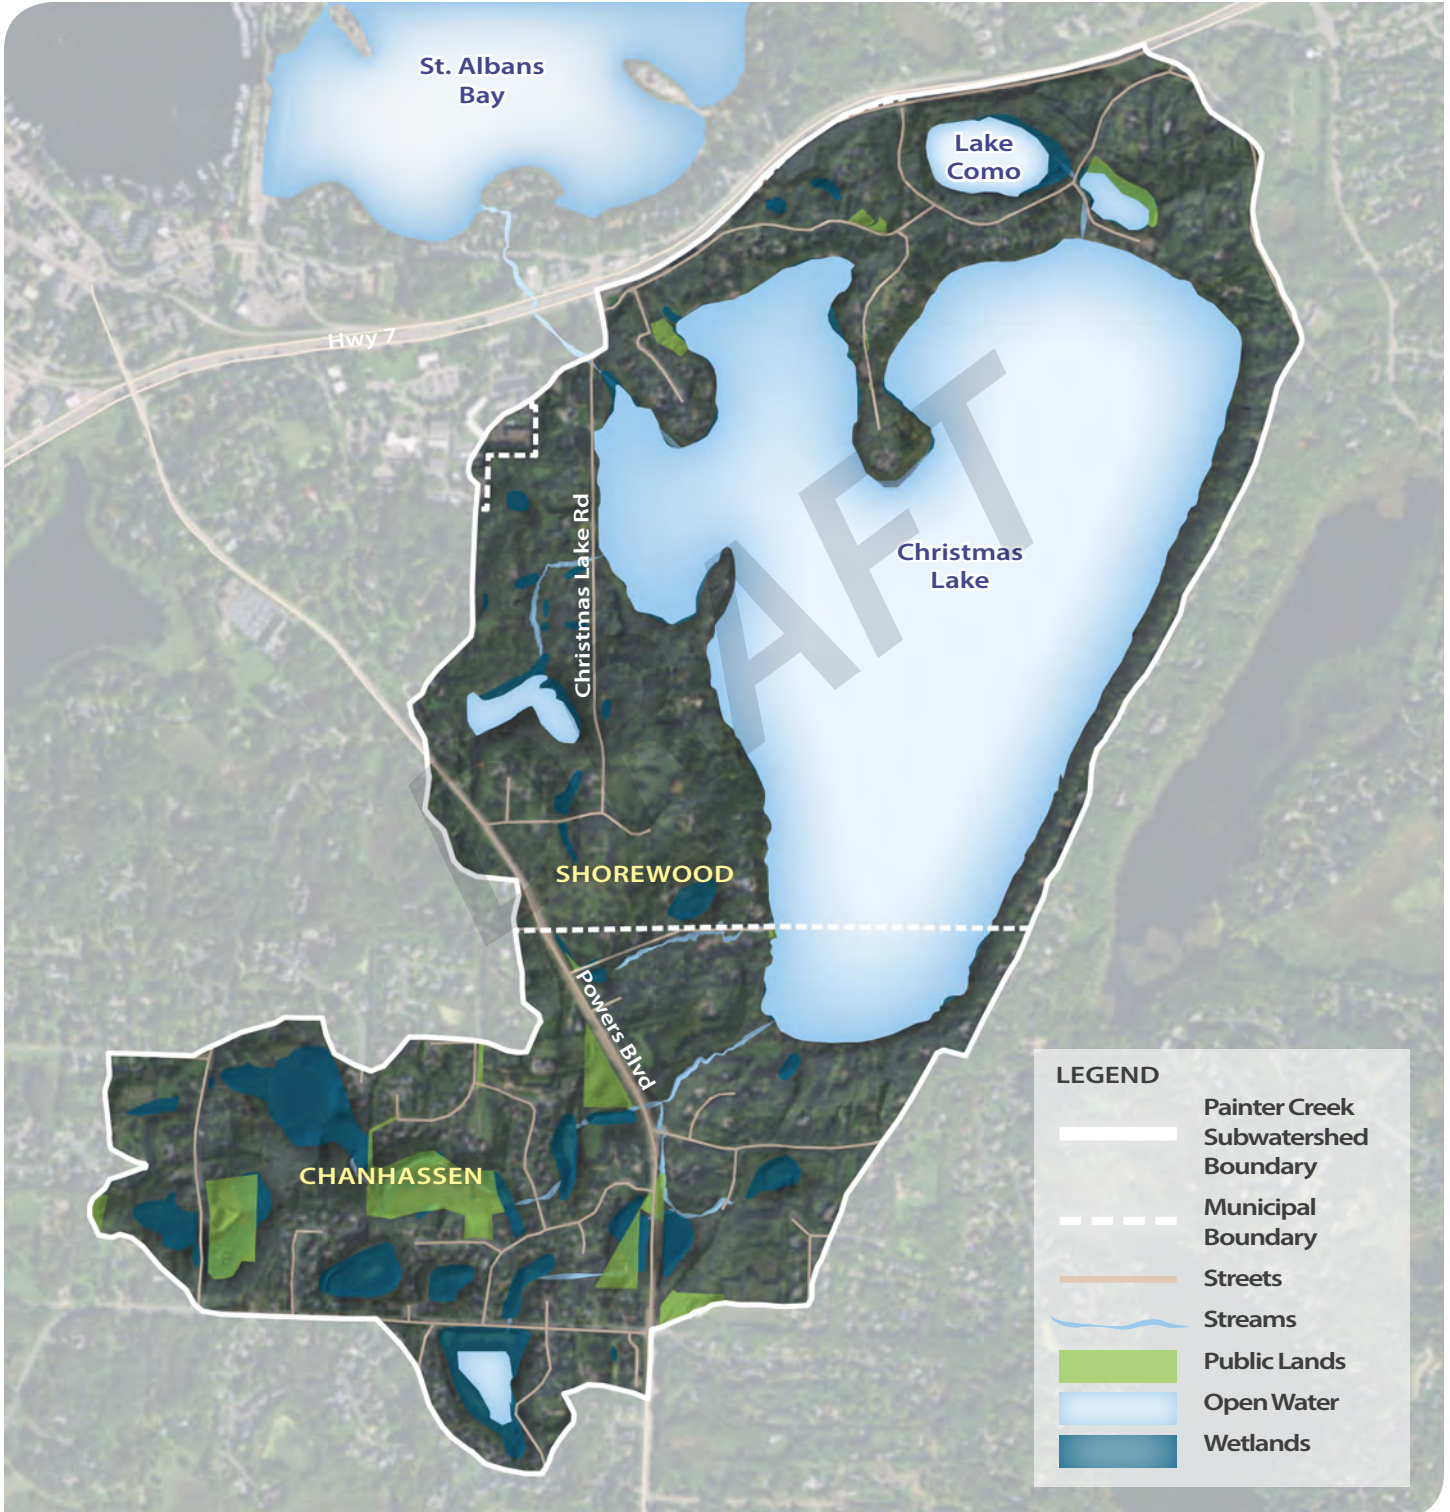 St. Albans
Bay
Lake
Como
Hwy 7
Christmas Lake Rd
Christmas
Lake
DRAFT
SHOREWOOD
Powers Blvd
CHANHASSEN
LEGEND
Painter Creek
Subwatershed
Boundary
Municipal
Boundary
Streets
Streams
Public Lands
Open Water
Wetlands